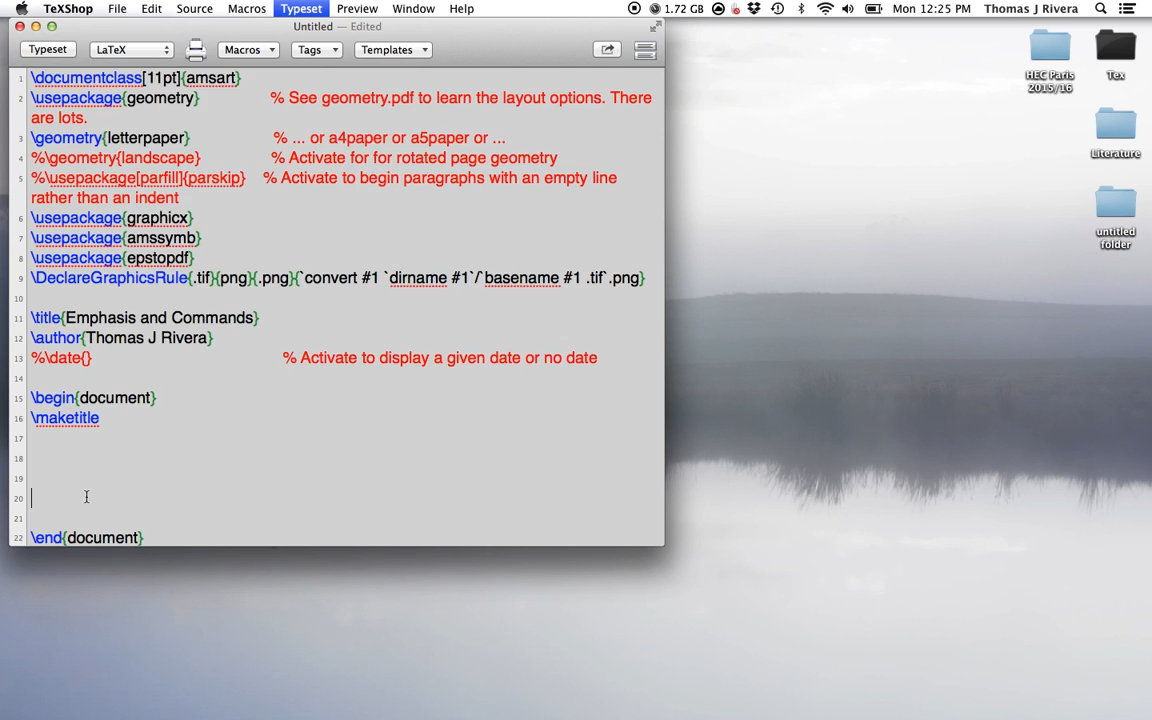 TeXShop File Edit Source Macros Typeset Preview Window Help 1.72 GB Mon 12:25 PM Thomas J Rivera
Untitled — Edited
Typeset LaTeX Macros Tags Templates
1 \documentclass[11pt]{amsart}
2 \usepackage{geometry} % See geometry.pdf to learn the layout options. There
are lots.
3 \geometry{letterpaper} % ... or a4paper or a5paper or ...
4 %\geometry{landscape} % Activate for for rotated page geometry
5 %\usepackage[parfill]{parskip} % Activate to begin paragraphs with an empty line
rather than an indent
6 \usepackage{graphicx}
7 \usepackage{amssymb}
8 \usepackage{epstopdf}
9 \DeclareGraphicsRule{.tif}{png}{.png}{`convert #1 `dirname #1`/`basename #1 .tif`.png}
10
11 \title{Emphasis and Commands}
12 \author{Thomas J Rivera}
13 %\date{} % Activate to display a given date or no date
14
15 \begin{document}
16 \maketitle
17
18
19
20
21
22 \end{document}
HEC Paris
2015/16
Tex
Literature
untitled
folder